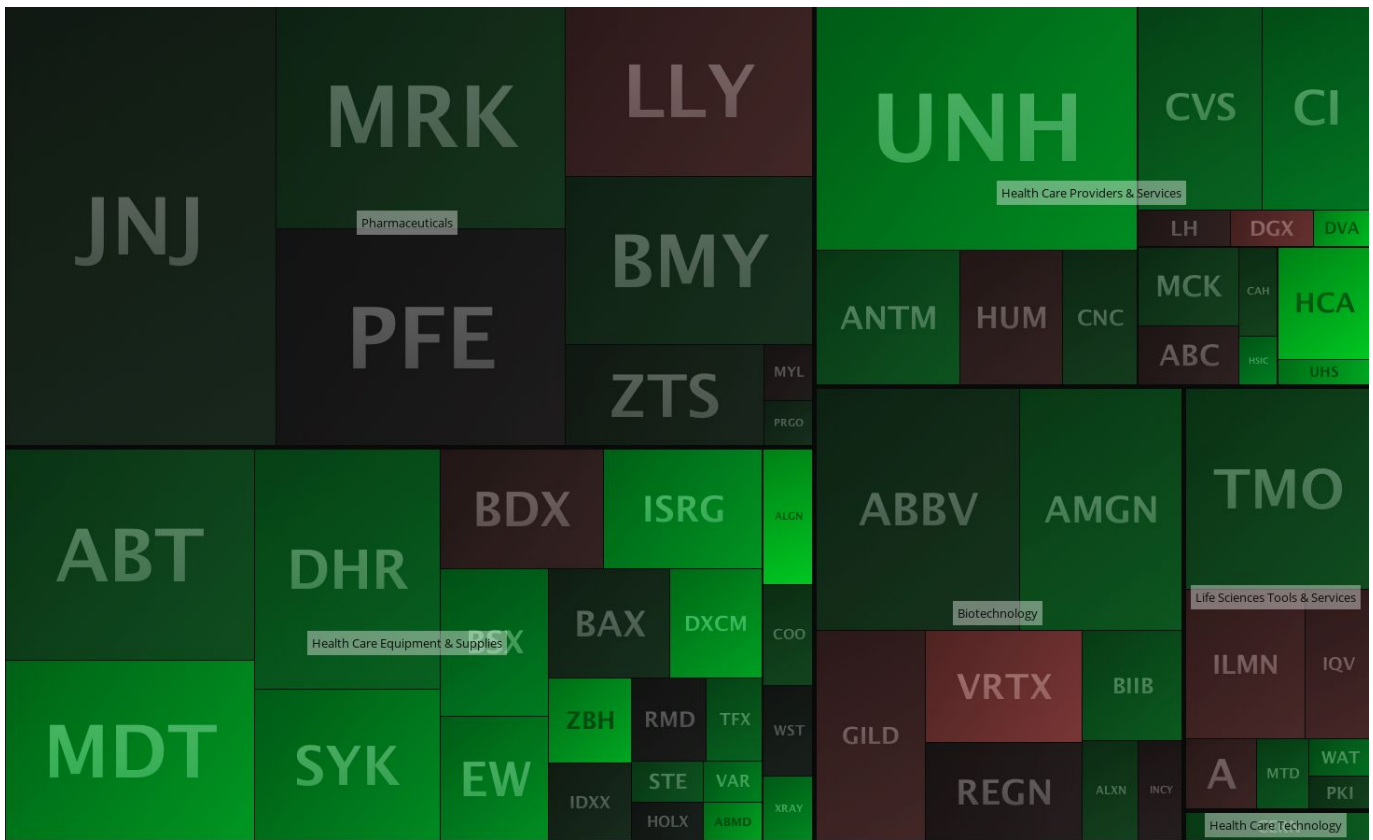 JNJ
MRK
Pharmaceuticals
PFE
LLY
BMY
ZTS
MYL
PRGO
UNH
CVS
CI
Health Care Providers & Services
LH
DGX
DVA
ANTM
HUM
CNC
MCK
CAH
HCA
ABC
HSIC
UHS
ABT
DHR
BDX
ISRG
ALGN
Health Care Equipment & Supplies
BSX
BAX
DXCM
COO
MDT
SYK
EW
ZBH
RMD
TFX
WST
IDXX
STE
VAR
HOLX
ABMD
XRAY
ABBV
AMGN
Biotechnology
GILD
VRTX
BIIB
REGN
ALXN
INCY
TMO
Life Sciences Tools & Services
ILMN
IQV
A
MTD
WAT
PKI
Health Care Technology